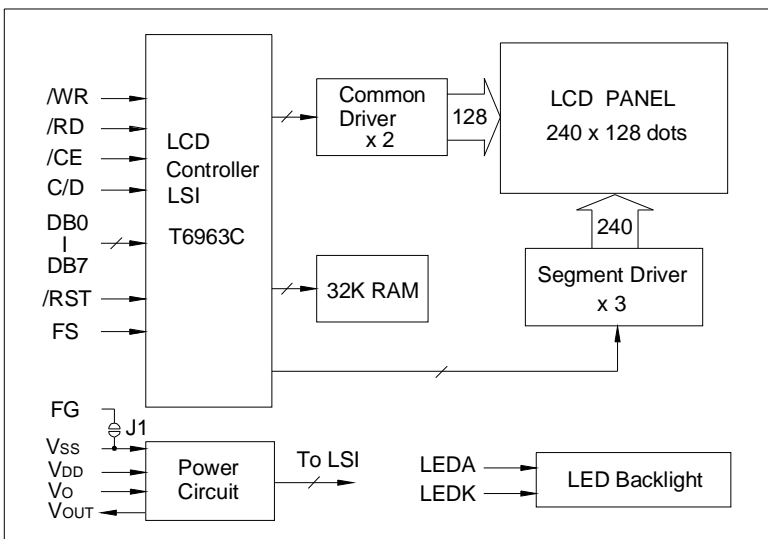 /WR
/RD
/CE
C/D
DB0
DB7
/RST
FS
LCD
Controller
LSI
T6963C
Common
Driver
x 2
128
LCD PANEL
240 x 128 dots
240
32K RAM
Segment Driver
x 3
FG
J1
VSS
VDD
VO
VOUT
Power
Circuit
To LSI
LEDA
LEDK
LED Backlight